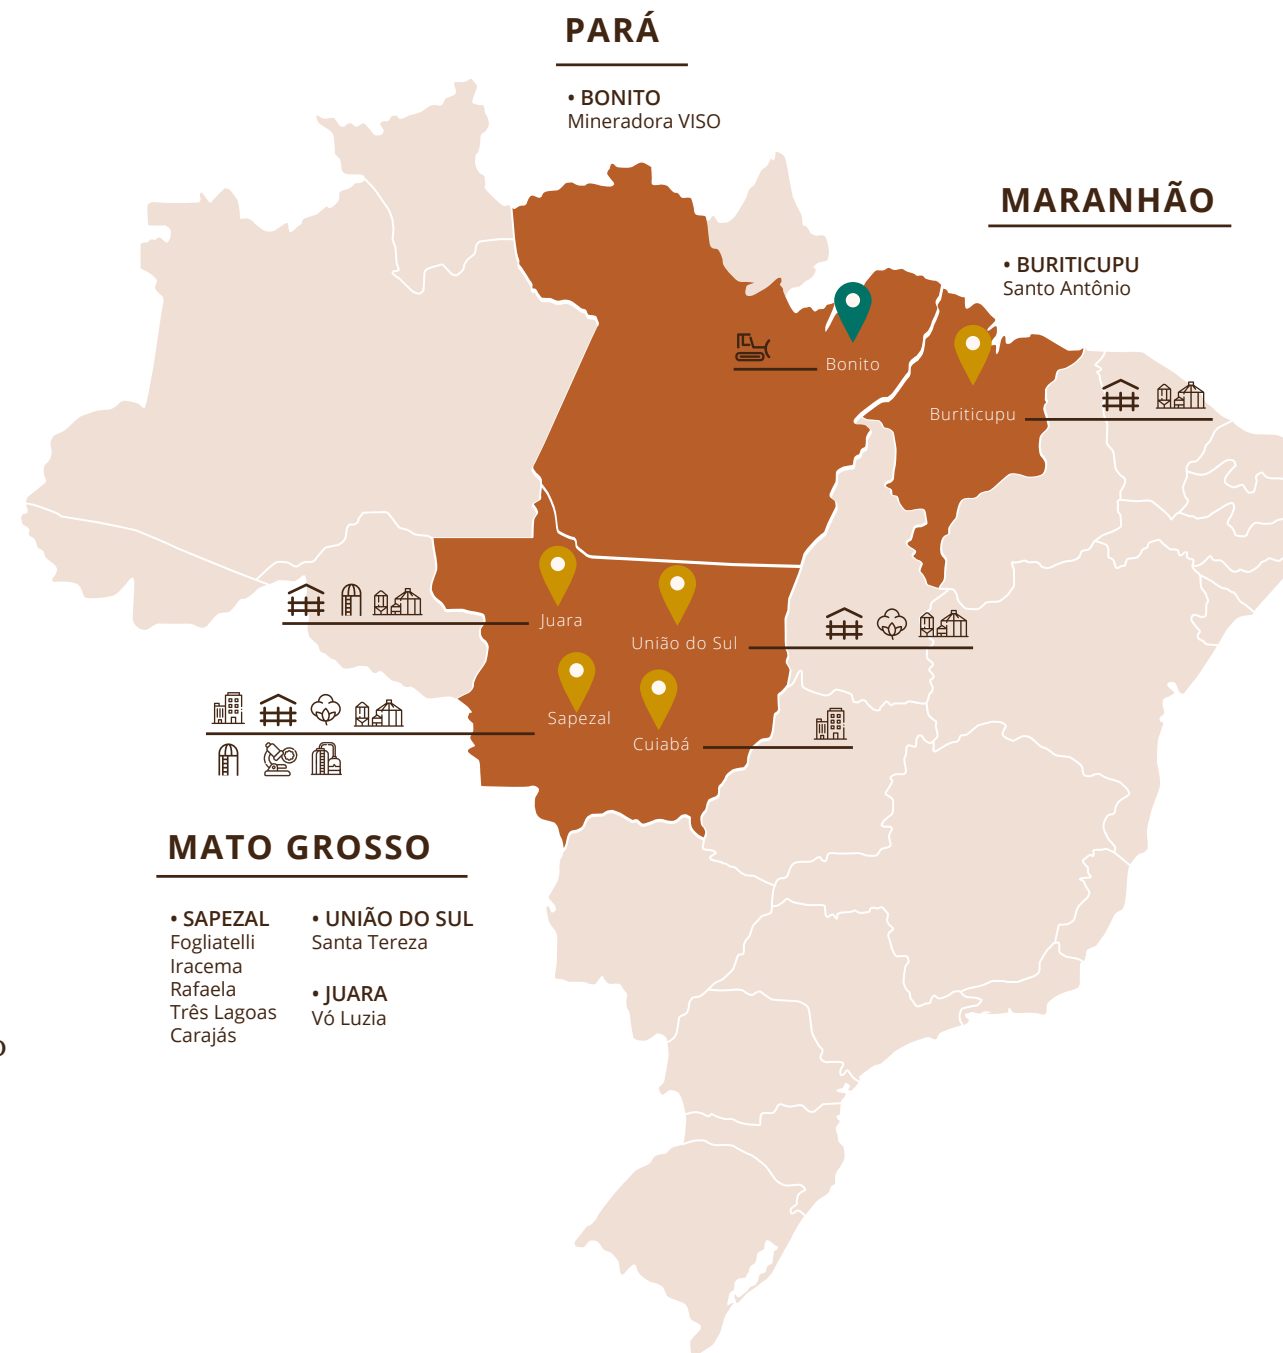 PARÁ
• BONITO
Mineradora VISO
MARANHÃO
• BURITICUPU
Santo Antônio
Bonito
Buriticupu
Juara
União do Sul
Sapezal
Cuiabá
MATO GROSSO
• SAPEZAL
Fogliatelli
Iracema
Rafaela
Três Lagoas
Carajás
• UNIÃO DO SUL
Santa Tereza
• JUARA
Vó Luzia
o